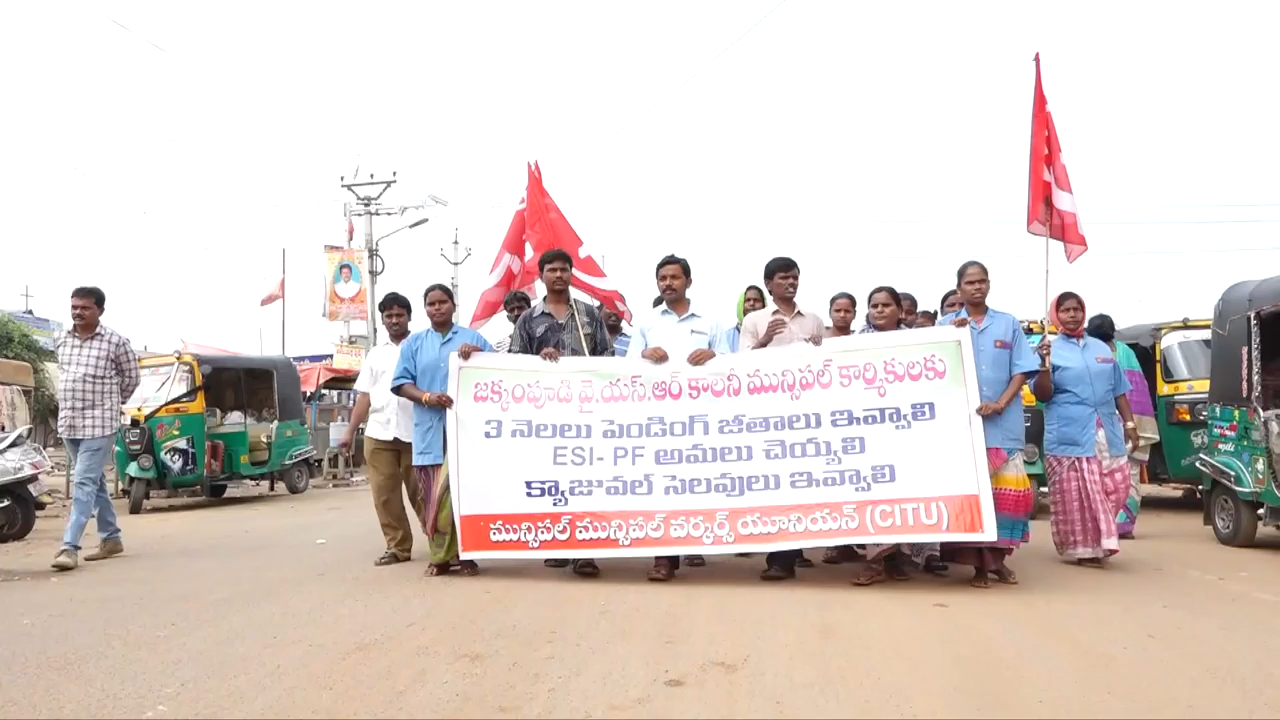 జక్కంపూడి వై.యస్.ఆర్ కాలనీ మున్సిపల్ కార్మికులకు
3 నెలలు పెండింగ్ జీతాలు ఇవ్వాలి
ESI- PF అమలు చెయ్యలి
క్యాజువల్ సెలవులు ఇవ్వాలి
మున్సిపల్ మున్సిపల్ వర్కర్స్ యూనియన్ (CITU)